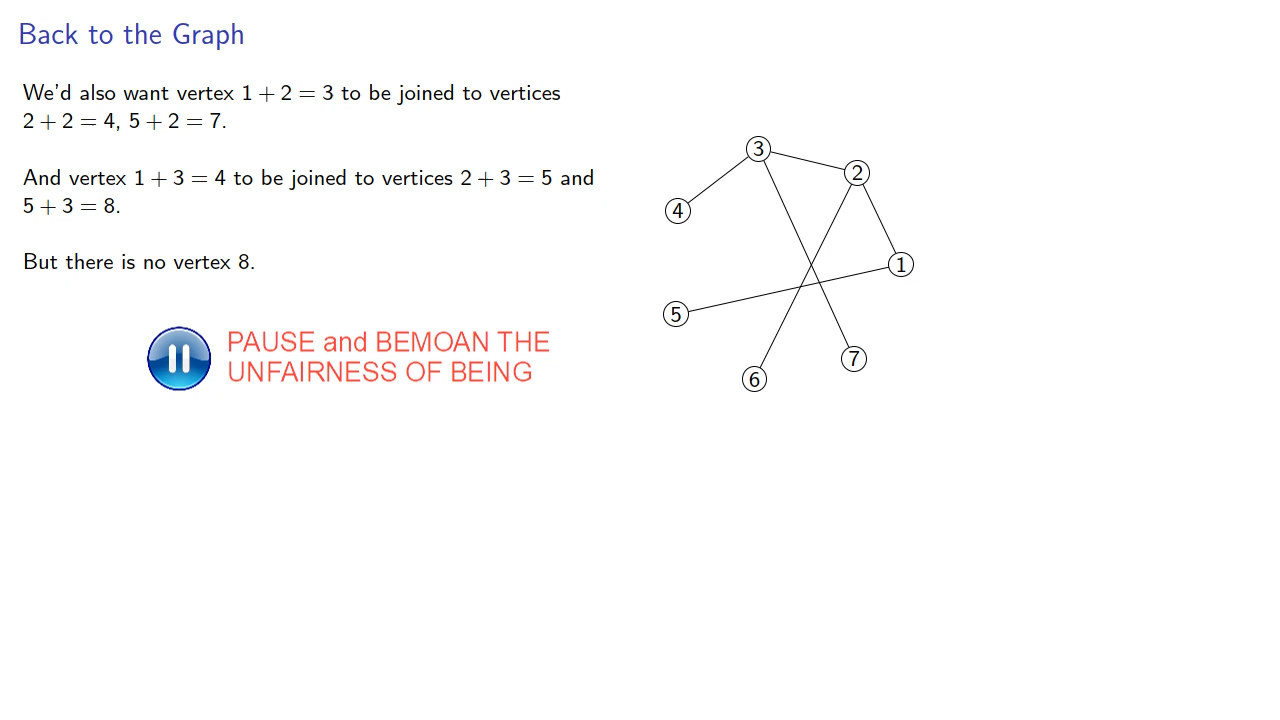 Back to the Graph
We'd also want vertex 1 + 2 = 3 to be joined to vertices
2 + 2 = 4, 5 + 2 = 7.
And vertex 1 + 3 = 4 to be joined to vertices 2 + 3 = 5 and
5 + 3 = 8.
But there is no vertex 8.
PAUSE and BEMOAN THE
UNFAIRNESS OF BEING
3
2
4
1
5
7
6